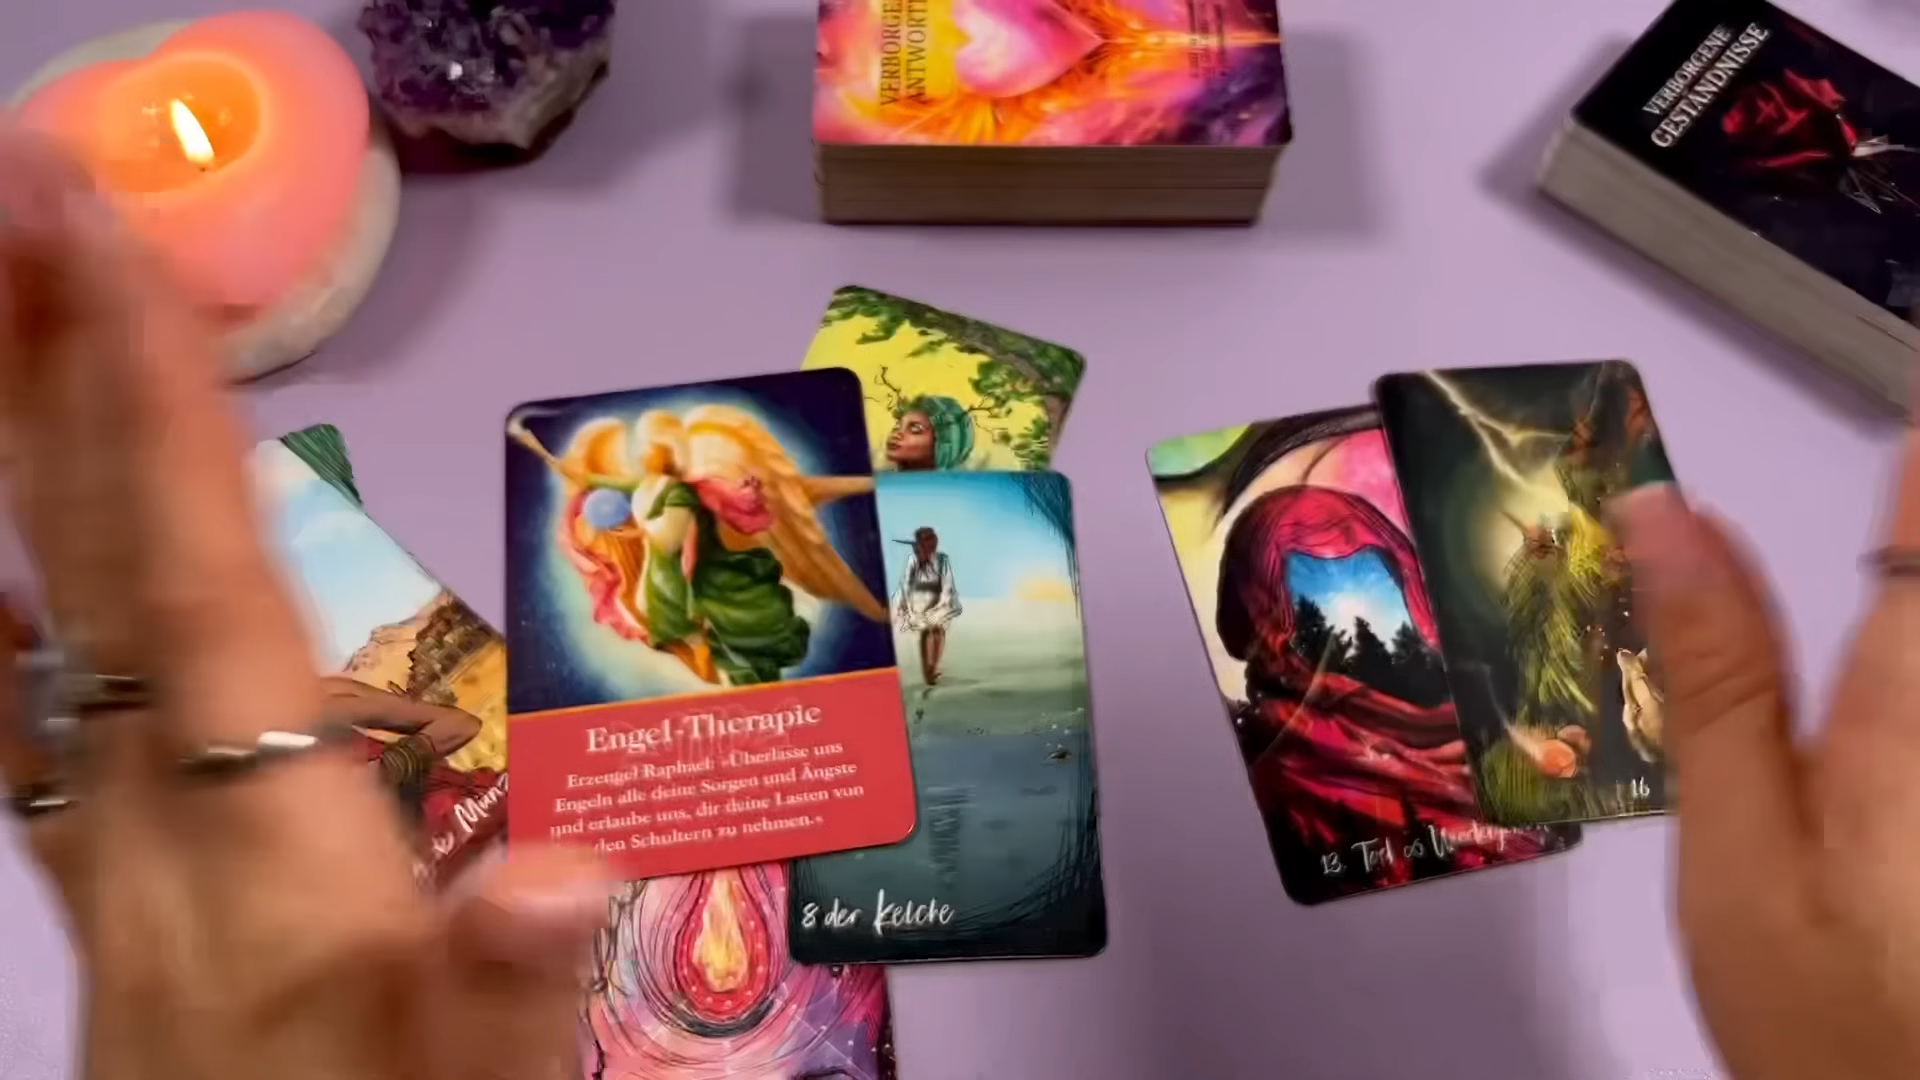 VERBORGENE
ANTWORTEN
VERBORGENE
GESTÄNDNISSE
Engel-Therapie
Erzengel Raphael: »Überlasse uns
Engeln alle deine Sorgen und Ängste
und erlaube uns, dir deine Lasten von
den Schultern zu nehmen.«
8 der Kelche
13. Tod ∞
16